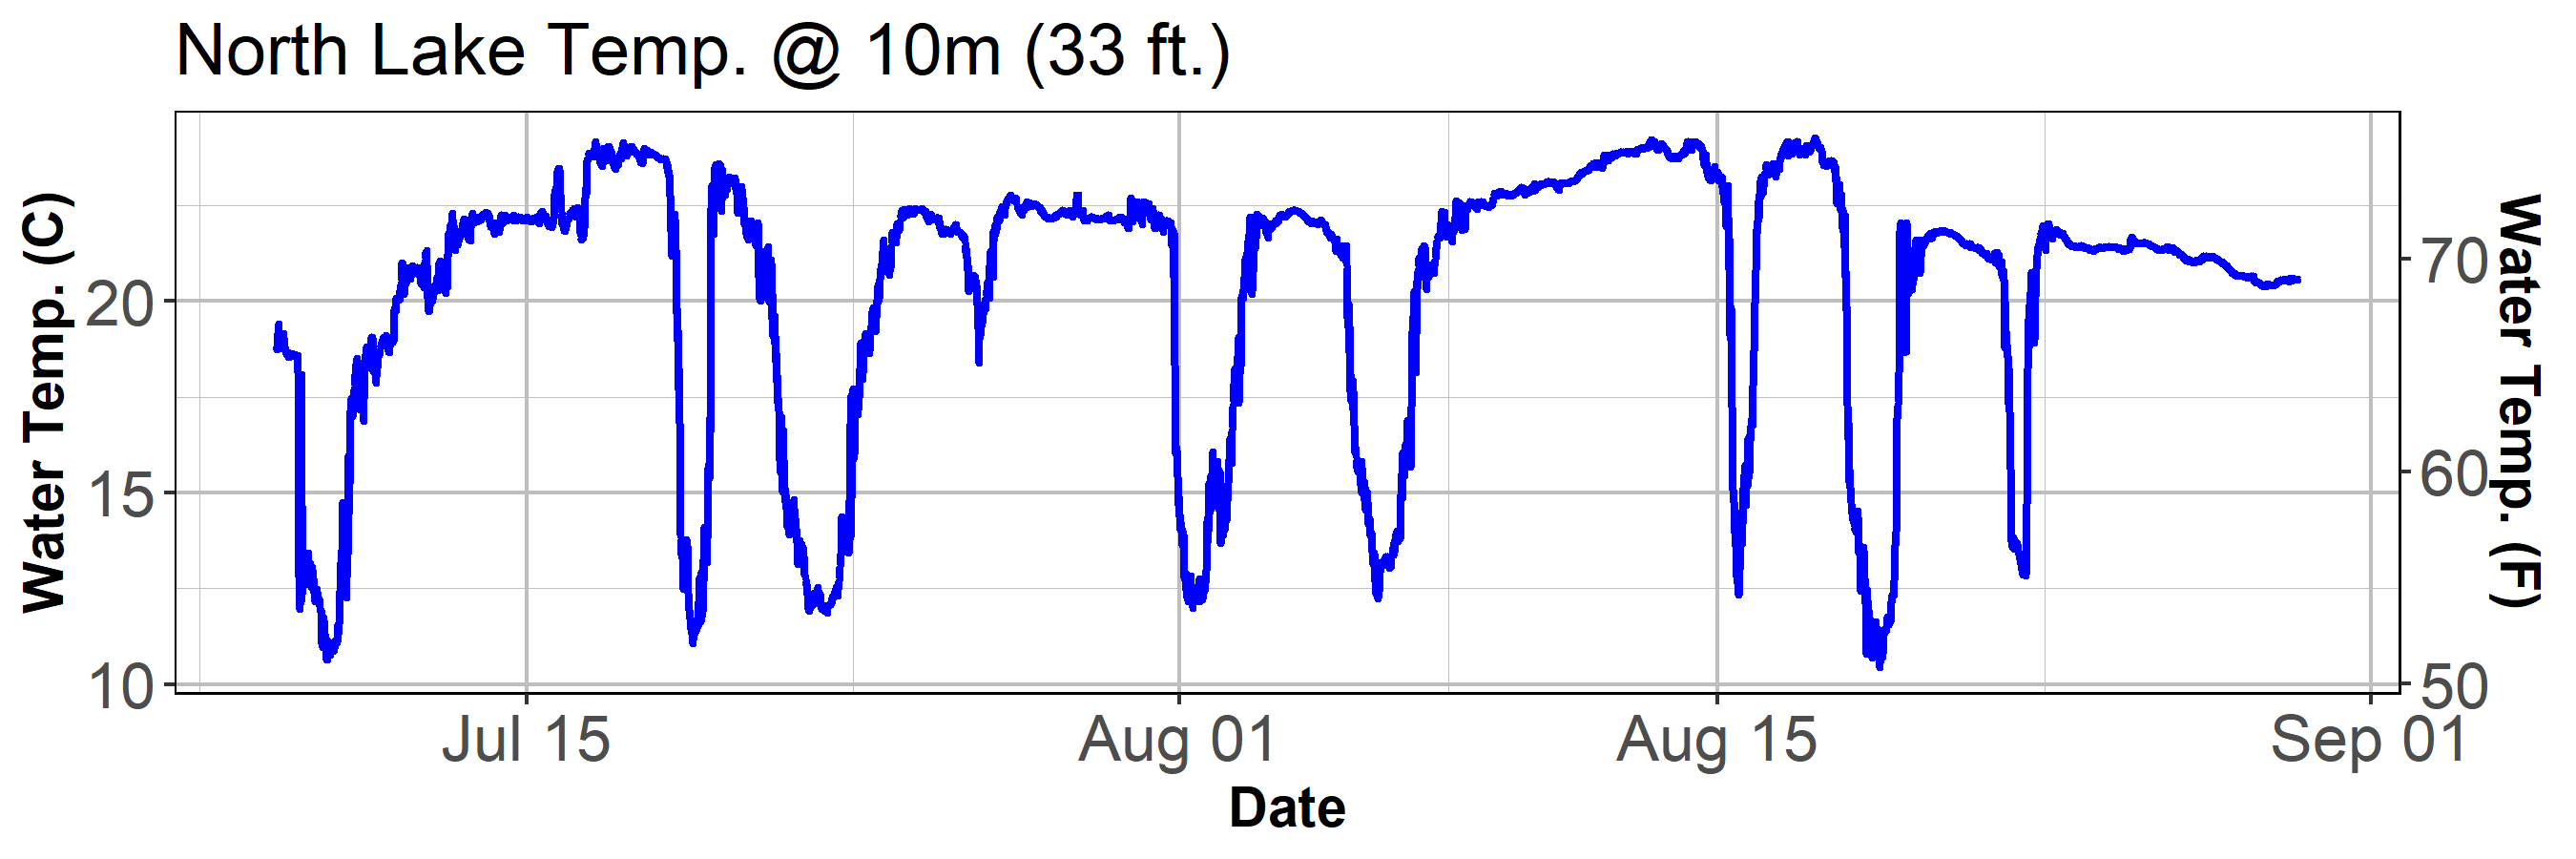 North Lake Temp. @ 10m (33 ft.)
Water Temp. (C)
20
15
10
70
60
50
Water Temp. (F)
Jul 15
Aug 01
Aug 15
Sep 01
Date